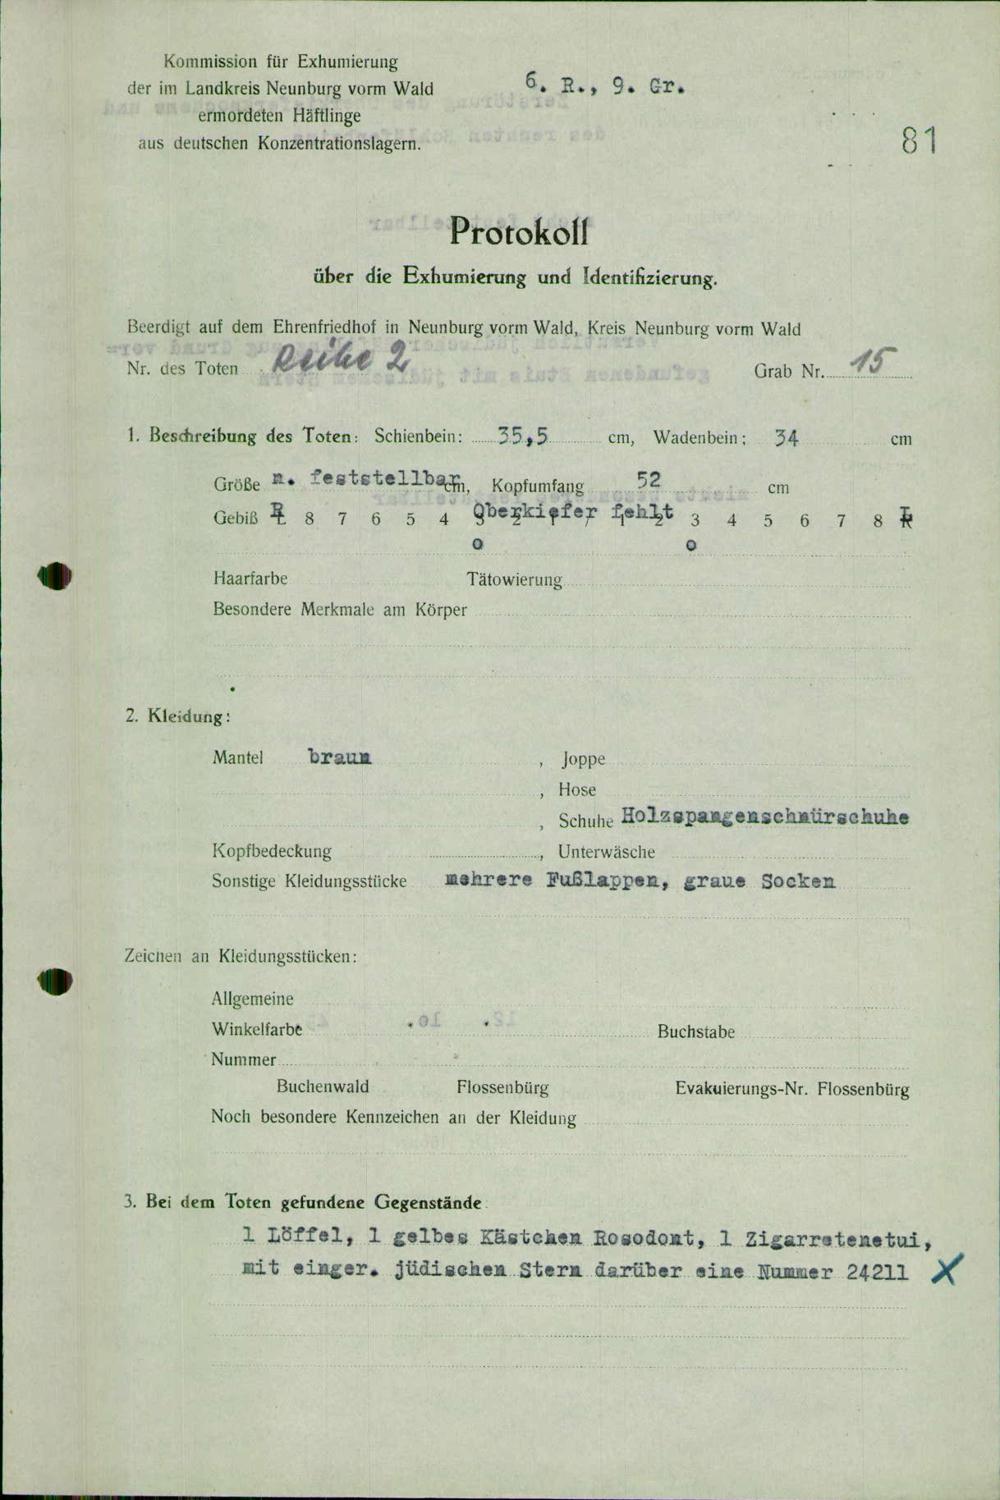 Kommission für Exhumierung
der im Landkreis Neunburg vorm Wald
ermordeten Häftlinge
aus deutschen Konzentrationslagern.
6. R., 9. Gr.
81
Protokoll
über die Exhumierung und Identifizierung.
Beerdigt auf dem Ehrenfriedhof in Neunburg vorm Wald, Kreis Neunburg vorm Wald
Nr. des Toten Reihe 2 Grab Nr. 15
1. Beschreibung des Toten: Schienbein: 35,5 cm, Wadenbein: 34 cm
Größe n. feststellbar cm, Kopfumfang 52 cm
Gebiß 8 7 6 5 4 3 2 1 1 2 3 4 5 6 7 8
Oberkiefer fehlt
o o
Haarfarbe Tätowierung
Besondere Merkmale am Körper
2. Kleidung:
Mantel braun , Joppe
, Hose
, Schuhe Holzspangenschnürschuhe
Kopfbedeckung , Unterwäsche
Sonstige Kleidungsstücke mehrere Fußlappen, graue Socken
Zeichen an Kleidungsstücken:
Allgemeine
Winkelfarbe Buchstabe
Nummer
Buchenwald Flossenbürg Evakuierungs-Nr. Flossenbürg
Noch besondere Kennzeichen an der Kleidung
3. Bei dem Toten gefundene Gegenstände
1 Löffel, 1 gelbes Kästchen Rosodont, 1 Zigarretenetui,
mit einger. jüdischen Stern darüber eine Nummer 24211 X